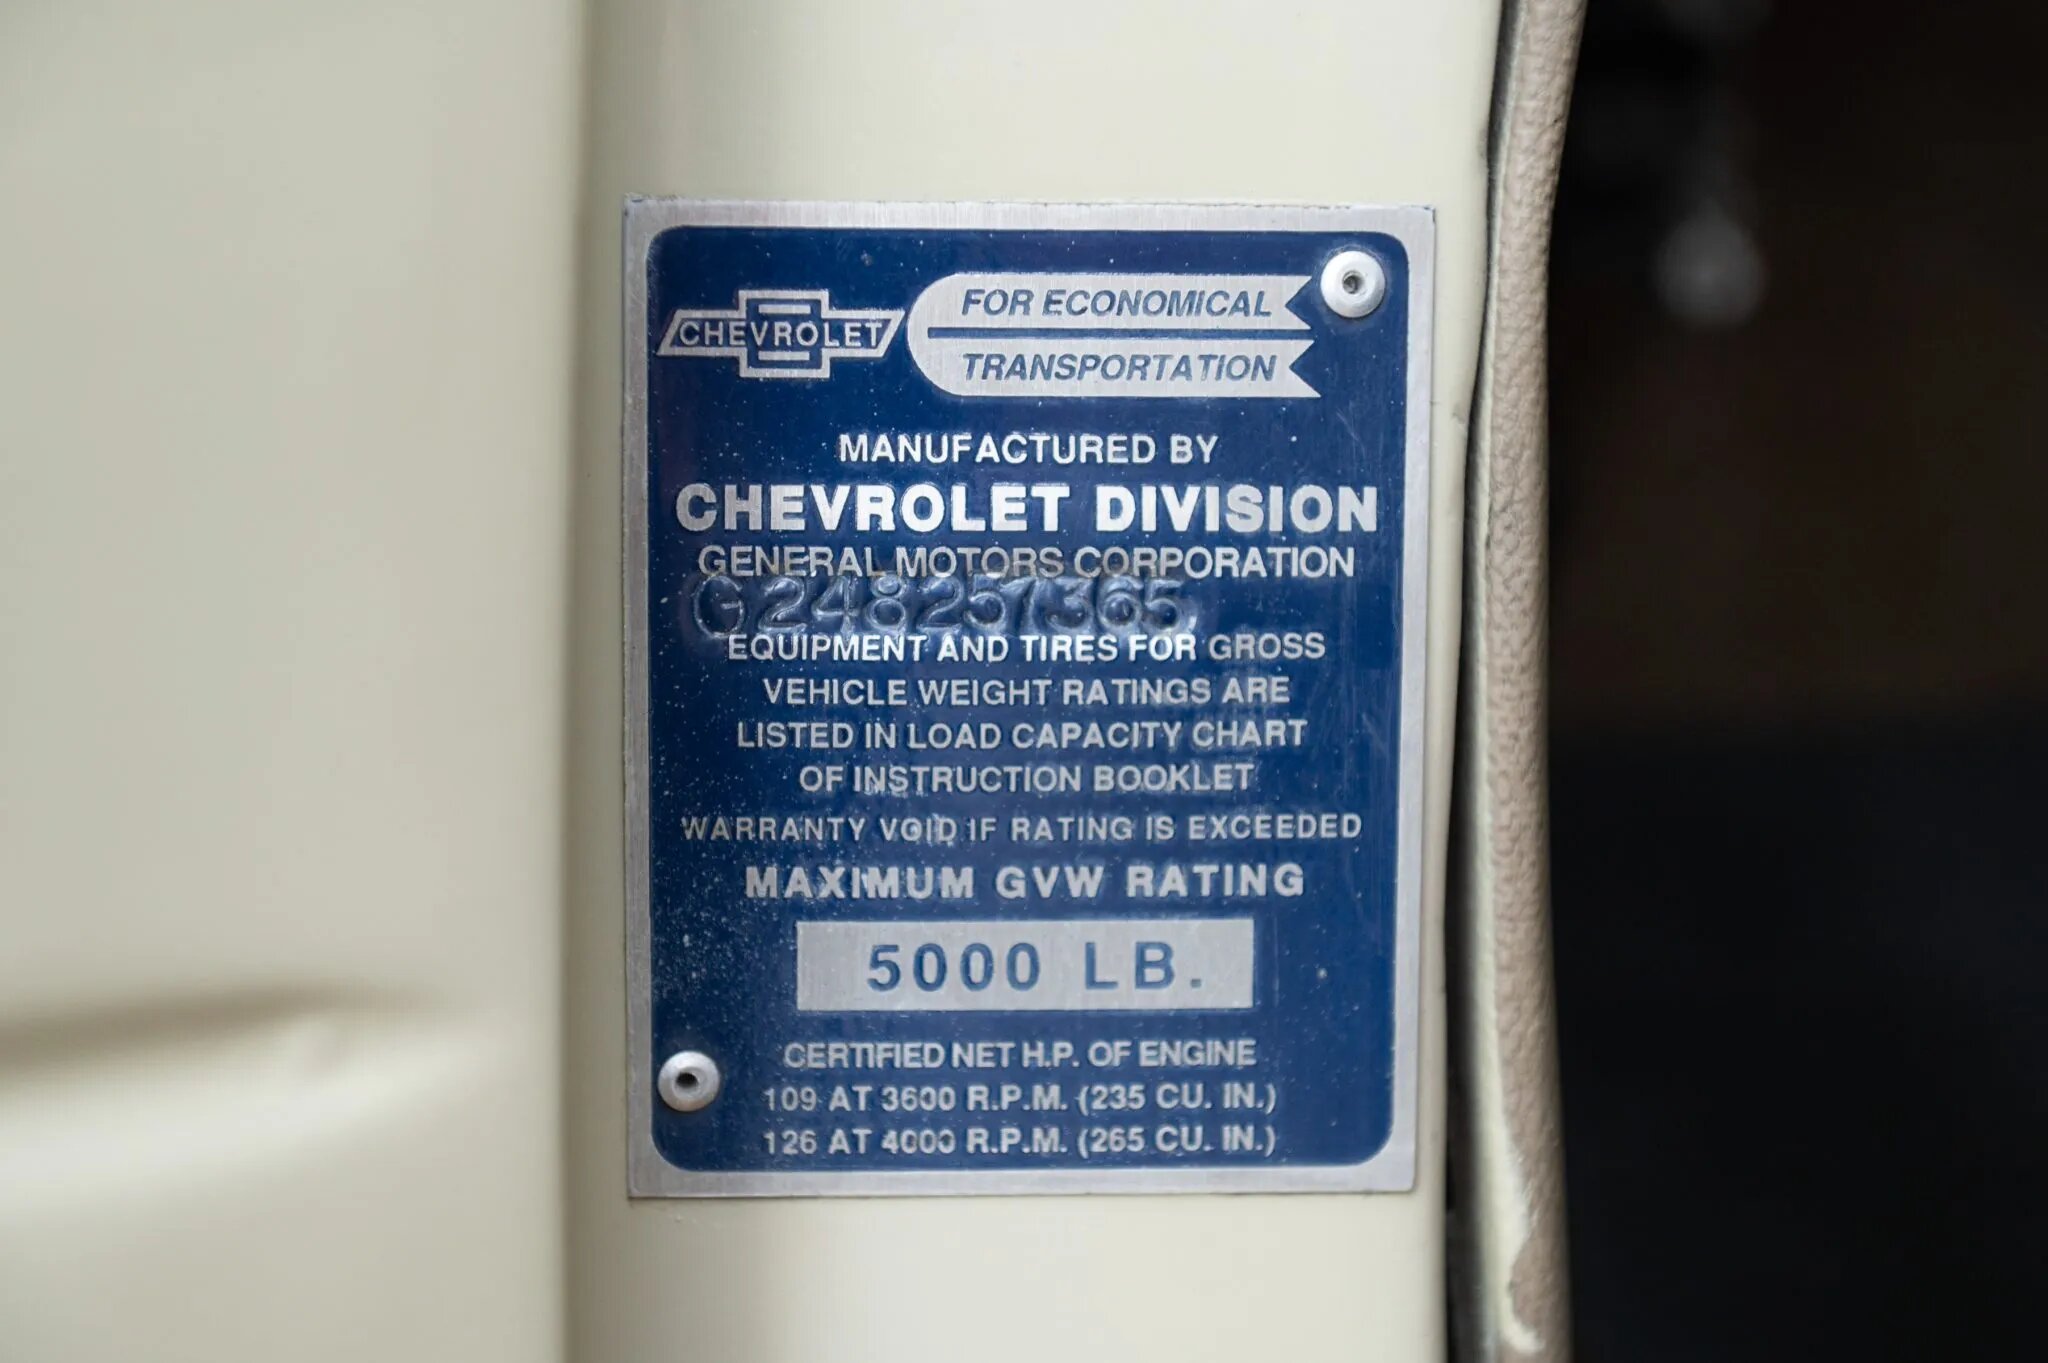 CHEVROLET
FOR ECONOMICAL
TRANSPORTATION
MANUFACTURED BY
CHEVROLET DIVISION
GENERAL MOTORS CORPORATION
G248257365
EQUIPMENT AND TIRES FOR GROSS
VEHICLE WEIGHT RATINGS ARE
LISTED IN LOAD CAPACITY CHART
OF INSTRUCTION BOOKLET
WARRANTY VOID IF RATING IS EXCEEDED
MAXIMUM GVW RATING
5000 LB.
CERTIFIED NET H.P. OF ENGINE
109 AT 3600 R.P.M. (235 CU. IN.)
126 AT 4000 R.P.M. (265 CU. IN.)